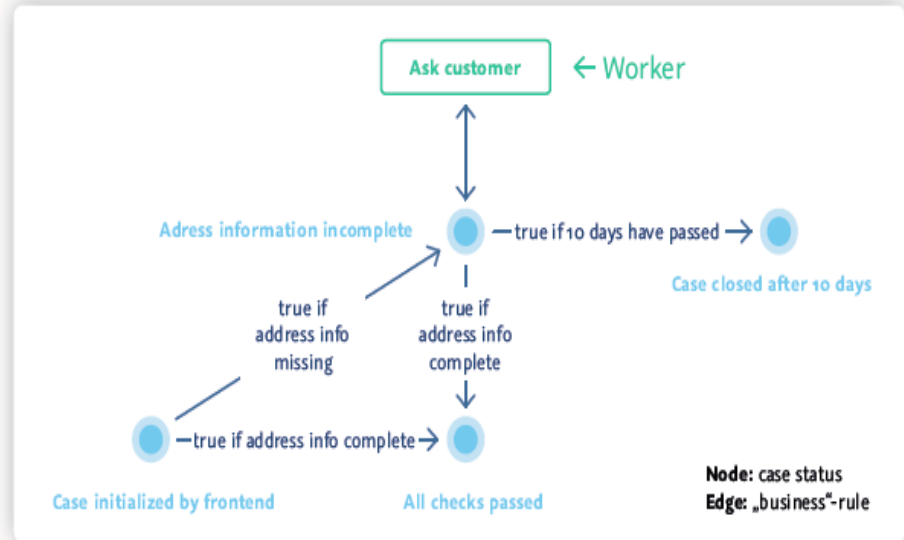 Ask customer
← Worker
Adress information incomplete
true if 10 days have passed
Case closed after 10 days
true if
address info
missing
true if
address info
complete
true if address info complete
Case initialized by frontend
All checks passed
Node: case status
Edge: „business“-rule